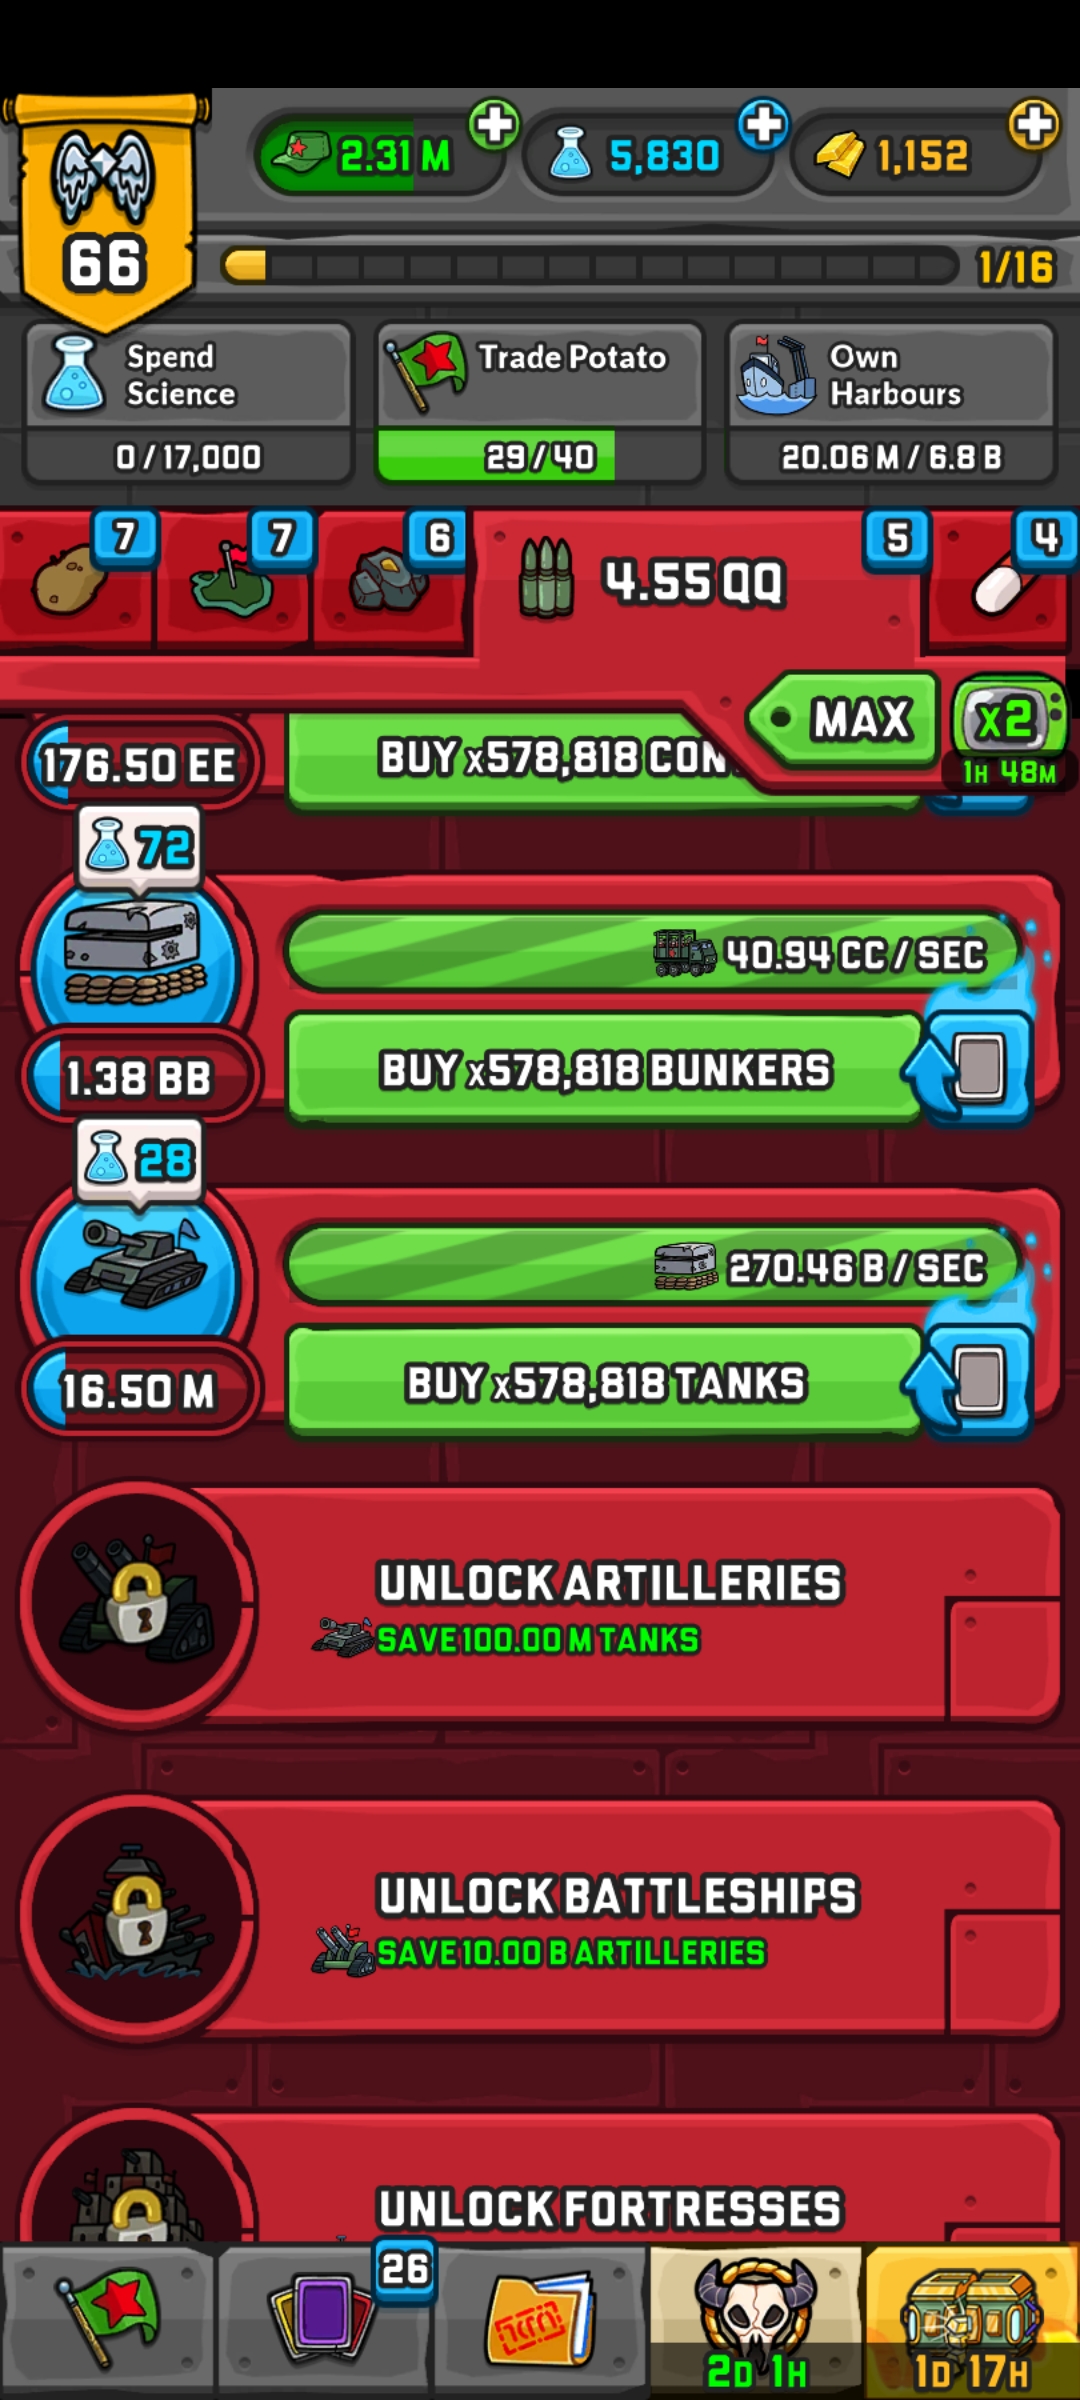 2.31 M
5,830
1,152
66
1/16
Spend
Science
0 / 17,000
Trade Potato
29 / 40
Own
Harbours
20.06 M / 6.8 B
7
7
6
4.55 QQ
5
4
MAX
x2
1H 48M
176.50 EE
BUY x578,818 CON
72
40.94 CC / SEC
1.38 BB
BUY x578,818 BUNKERS
28
270.46 B / SEC
16.50 M
BUY x578,818 TANKS
UNLOCK ARTILLERIES
SAVE 100.00 M TANKS
UNLOCK BATTLESHIPS
SAVE 10.00 B ARTILLERIES
UNLOCK FORTRESSES
26
2D 1H
1D 17H